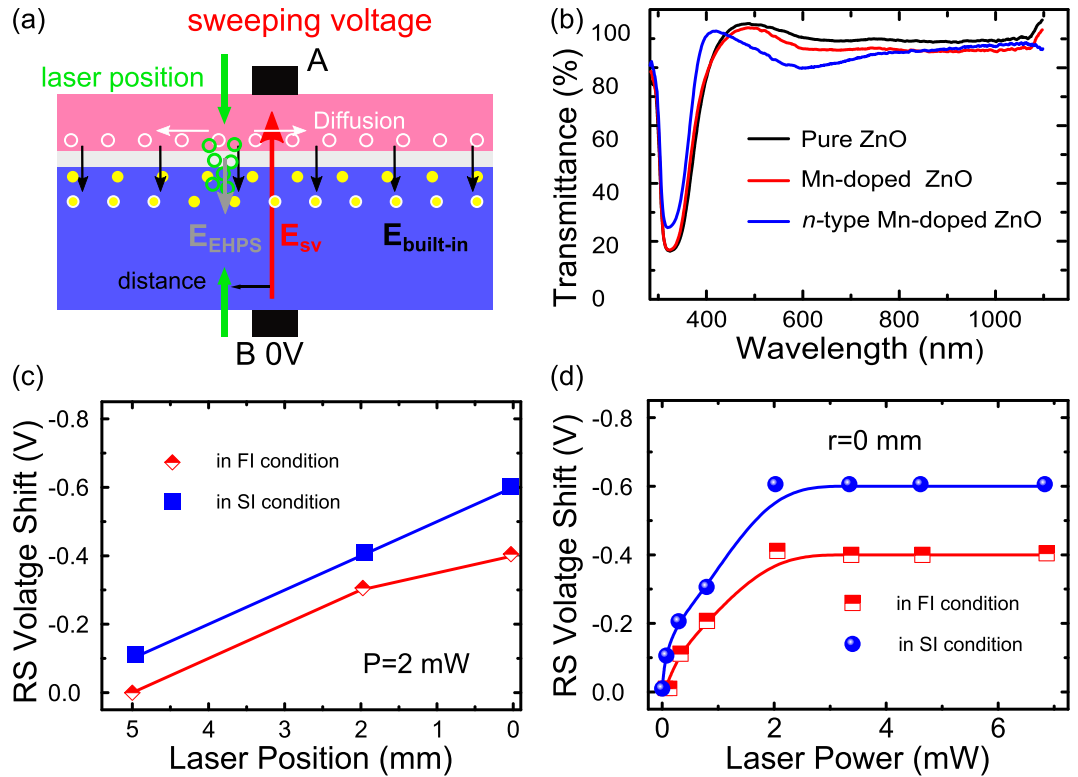 (a)
sweeping voltage
A
laser position
Diffusion
E_EHPS E_sv E_built-in
distance
B 0V
(b)
Transmittance (%)
100
80
60
100
40
20
0
Pure ZnO
Mn-doped ZnO
n-type Mn-doped ZnO
400 600 800 1000
Wavelength (nm)
(c)
RS Volatge Shift (V)
-0.8
-0.6
-0.4
-0.2
0.0
in FI condition
in SI condition
P=2 mW
5 4 3 2 1 0
Laser Position (mm)
(d)
RS Volatge Shift (V)
-0.8
-0.6
-0.4
-0.2
0.0
r=0 mm
in FI condition
in SI condition
0 2 4 6
Laser Power (mW)